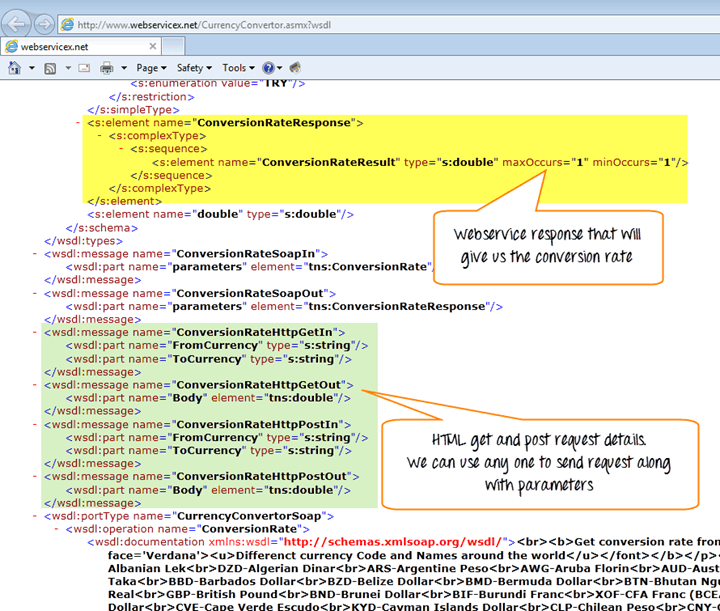 http://www.webservicex.net/CurrencyConvertor.asmx?wsdl
webservicex.net
Page Safety Tools
<s:enumeration value="TRY"/>
</s:restriction>
</s:simpleType>
- <s:element name="ConversionRateResponse">
- <s:complexType>
- <s:sequence>
<s:element name="ConversionRateResult" type="s:double" maxOccurs="1" minOccurs="1"/>
</s:sequence>
</s:complexType>
</s:element>
<s:element name="double" type="s:double"/>
</s:schema>
</wsdl:types>
Webservice response that will
give us the conversion rate
- <wsdl:message name="ConversionRateSoapIn">
<wsdl:part name="parameters" element="tns:ConversionRate"/
</wsdl:message>
- <wsdl:message name="ConversionRateSoapOut">
<wsdl:part name="parameters" element="tns:ConversionRateResponse"/>
</wsdl:message>
- <wsdl:message name="ConversionRateHttpGetIn">
<wsdl:part name="FromCurrency" type="s:string"/>
<wsdl:part name="ToCurrency" type="s:string"/>
</wsdl:message>
- <wsdl:message name="ConversionRateHttpGetOut">
<wsdl:part name="Body" element="tns:double"/>
</wsdl:message>
- <wsdl:message name="ConversionRateHttpPostIn">
<wsdl:part name="FromCurrency" type="s:string"/>
<wsdl:part name="ToCurrency" type="s:string"/>
</wsdl:message>
- <wsdl:message name="ConversionRateHttpPostOut">
<wsdl:part name="Body" element="tns:double"/>
</wsdl:message>
HTML get and post request details.
We can use any one to send request along
with parameters
- <wsdl:portType name="CurrencyConvertorSoap">
- <wsdl:operation name="ConversionRate">
<wsdl:documentation xmlns:wsdl="http://schemas.xmlsoap.org/wsdl/"><br><b>Get conversion rate from
face='Verdana'><u>Differenct currency Code and Names around the world</u></font></b></p><
Albanian Lek<br>DZD-Algerian Dinar<br>ARS-Argentine Peso<br>AWG-Aruba Florin<br>AUD-Aust
Taka<br>BBD-Barbados Dollar<br>BZD-Belize Dollar<br>BMD-Bermuda Dollar<br>BTN-Bhutan Ngu
Real<br>GBP-British Pound<br>BND-Brunei Dollar<br>BIF-Burundi Franc<br>XOF-CFA Franc (BCEA
Dollar<br>CVE-Cape Verde Escudo<br>KYD-Cayman Islands Dollar<br>CLP-Chilean Peso<br>CNY-C